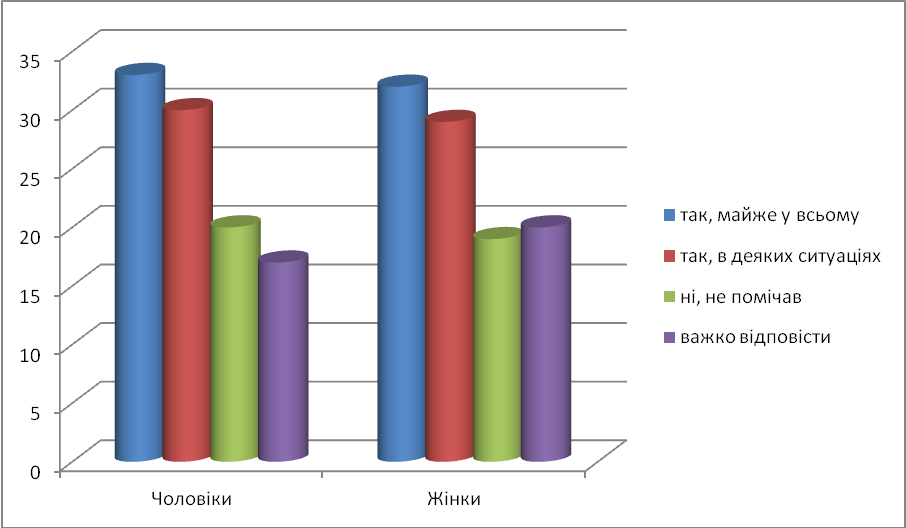 35
30
25
20
15
10
5
0
Чоловіки
Жінки
так, майже у всьому
так, в деяких ситуаціях
ні, не помічав
важко відповісти